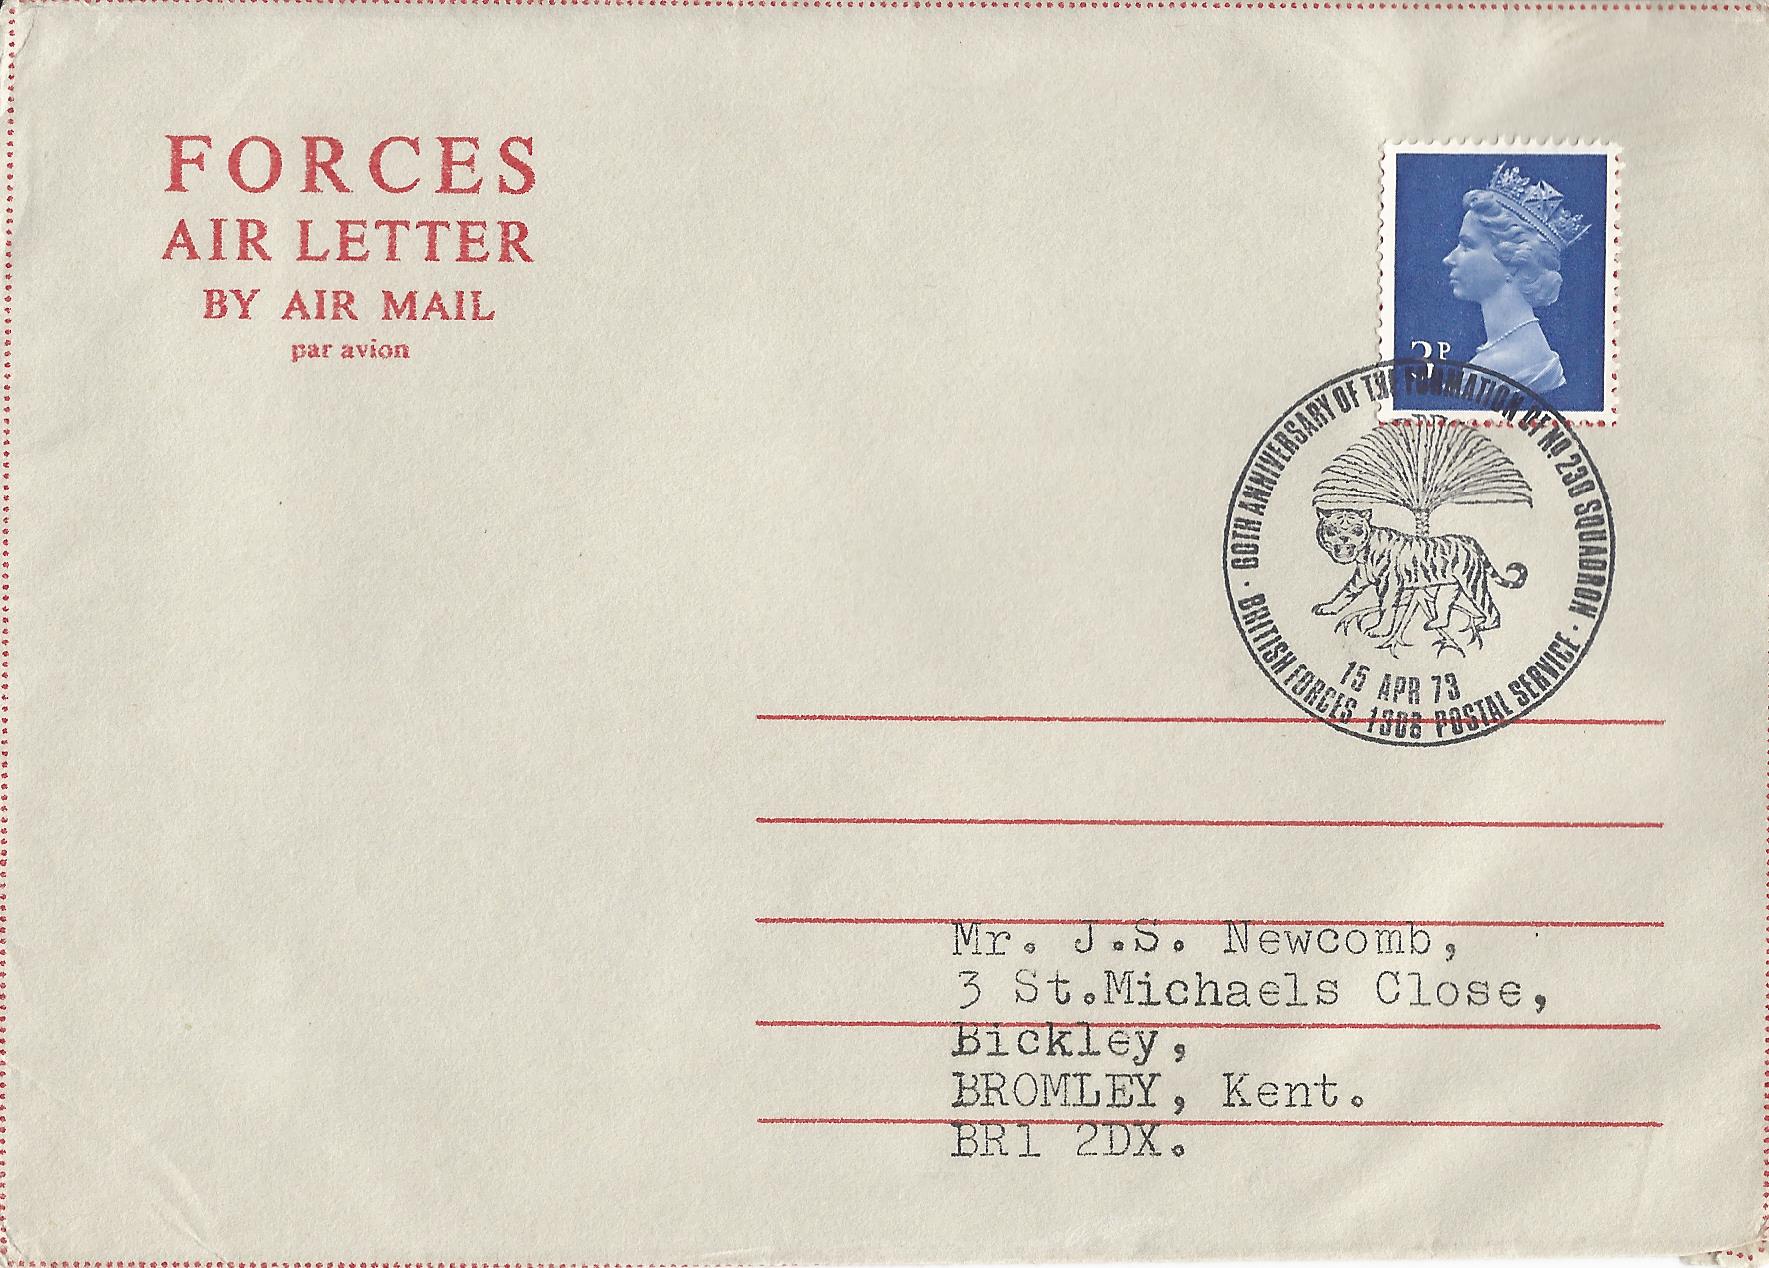 FORCES
AIR LETTER
BY AIR MAIL
par avion
3P
· 60TH ANNIVERSARY OF THE FORMATION OF No 230 SQUADRON ·
15 APR 73
BRITISH FORCES 1308 POSTAL SERVICE
Mr. J.S. Newcomb,
3 St.Michaels Close,
Bickley,
BROMLEY, Kent.
BR1 2DX.